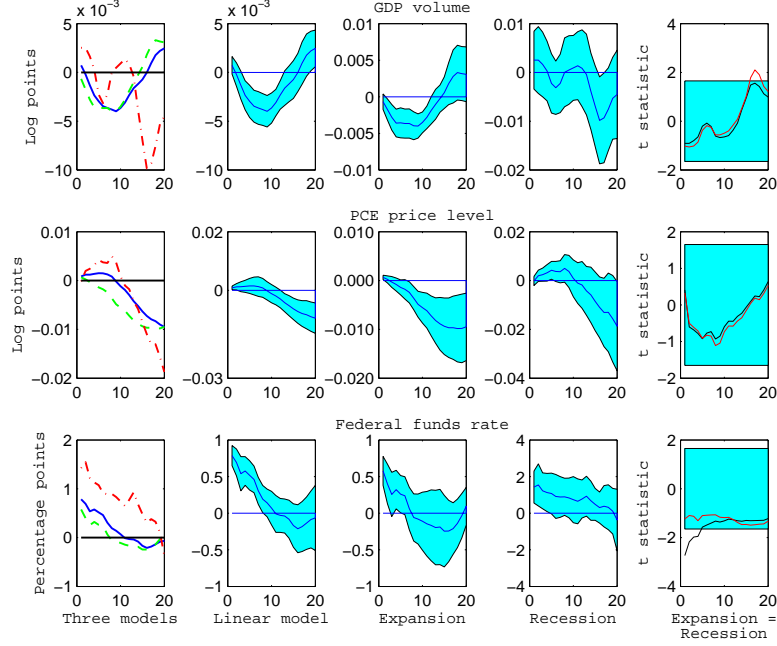 GDP volume
× 10⁻³ × 10⁻³
Log points
5 0 −5 −10
0 10 20
5 0 −5 −10
0 10 20
0.01 0.005 0 −0.005 0.01
0 10 20
0.01 0 −0.01 −0.02
0 10 20
t statistic
4 2 0 −2
0 10 20
PCE price level
Log points
0.01 0 −0.01 −0.02
0 10 20
0.02 0 −0.03
0 10 20
0.010 0.000 −0.010 −0.020
0 10 20
0.02 0 −0.02 −0.04
0 10 20
t statistic
2 1 0 −1 −2
0 10 20
Federal funds rate
Percentage points
2 1 0 −1
0 10 20
1 0.5 0 −0.5 −1
0 10 20
1 0.5 0 −0.5 −1
0 10 20
4 2 0 −2 −4
0 10 20
t statistic
2 0 −2 −4
0 10 20
Three models
Linear model
Expansion
Recession
Expansion =
Recession